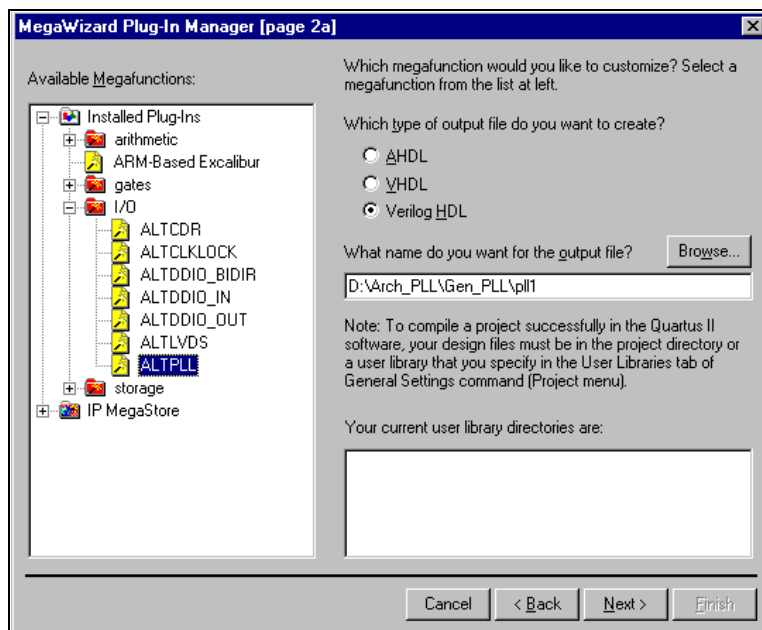 MegaWizard Plug-In Manager [page 2a]
Available Megafunctions:
Installed Plug-Ins
arithmetic
ARM-Based Excalibur
gates
I/O
ALTCDR
ALTCLKLOCK
ALTDDIO_BIDIR
ALTDDIO_IN
ALTDDIO_OUT
ALTLVDS
ALTPLL
storage
IP MegaStore
Which megafunction would you like to customize? Select a
megafunction from the list at left.
Which type of output file do you want to create?
AHDL
VHDL
Verilog HDL
What name do you want for the output file?
Browse...
D:\Arch_PLL\Gen_PLL\pll1
Note: To compile a project successfully in the Quartus II
software, your design files must be in the project directory or
a user library that you specify in the User Libraries tab of
General Settings command (Project menu).
Your current user library directories are:
Cancel
< Back
Next >
Finish